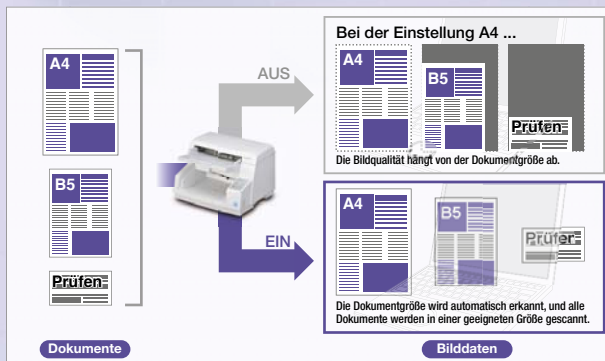 A4
B5
Prüfen
Dokumente
AUS
EIN
Bei der Einstellung A4 ...
A4
B5
Prüfen
Die Bildqualität hängt von der Dokumentgröße ab.
A4
B5
Prüfen
Die Dokumentgröße wird automatisch erkannt, und alle
Dokumente werden in einer geeigneten Größe gescannt.
Bilddaten